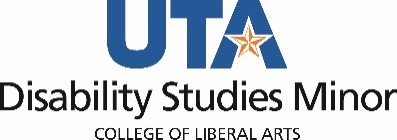 UTA
Disability Studies Minor
COLLEGE OF LIBERAL ARTS